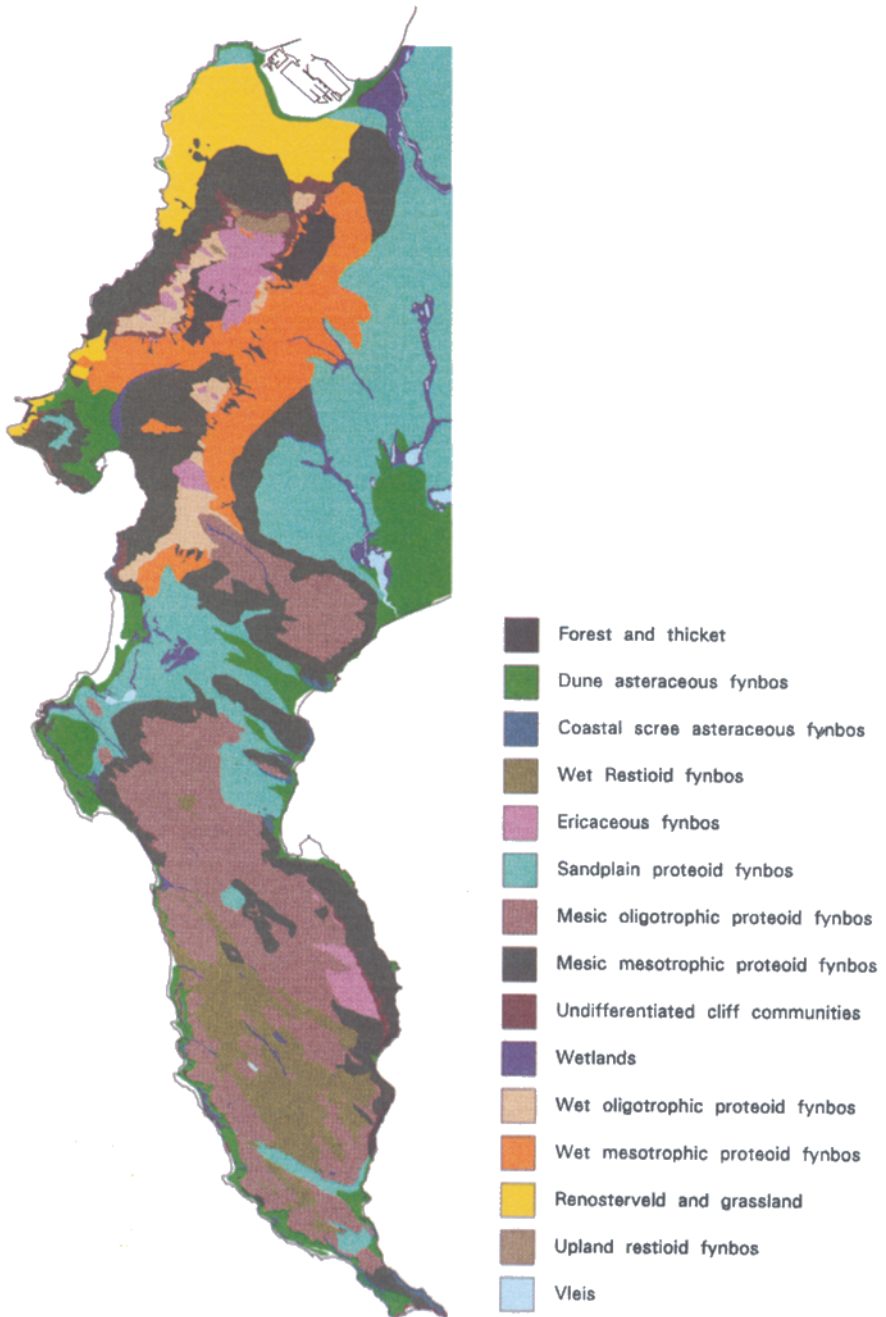 Forest and thicket
Dune asteraceous fynbos
Coastal scree asteraceous fynbos
Wet Restioid fynbos
Ericaceous fynbos
Sandplain proteoid fynbos
Mesic oligotrophic proteoid fynbos
Mesic mesotrophic proteoid fynbos
Undifferentiated cliff communities
Wetlands
Wet oligotrophic proteoid fynbos
Wet mesotrophic proteoid fynbos
Renosterveld and grassland
Upland restioid fynbos
Vleis